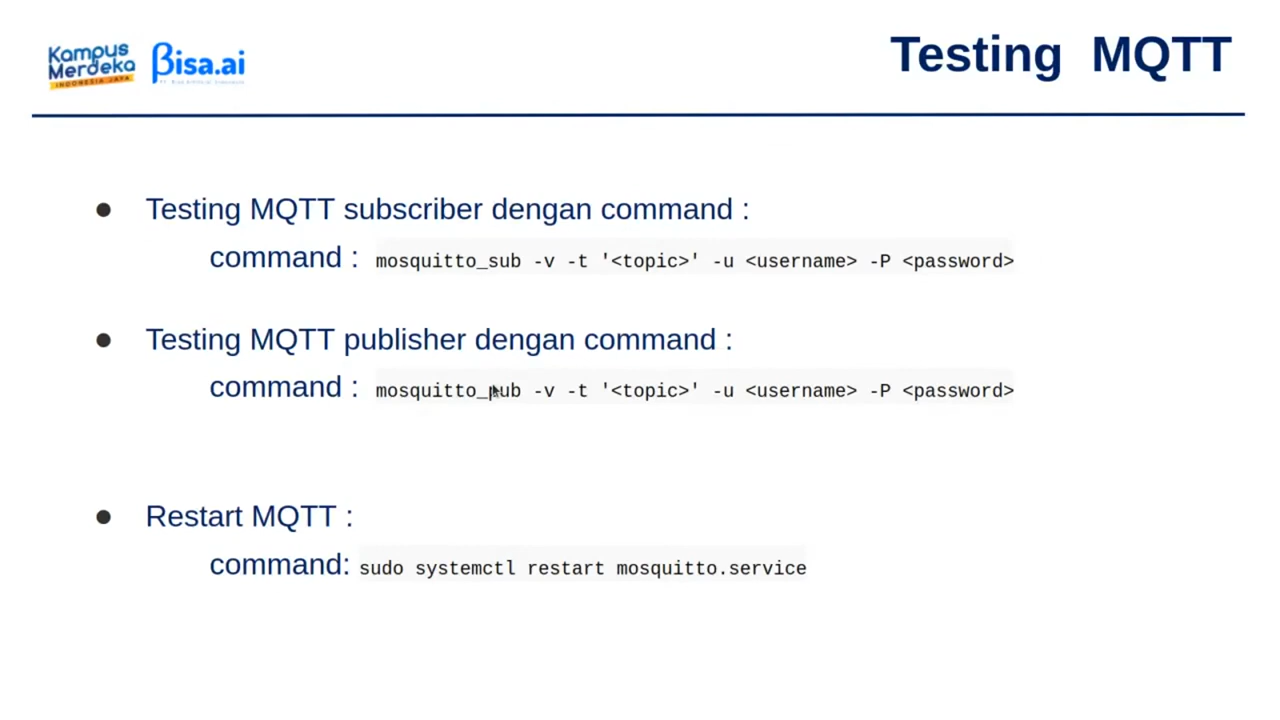 Kampus
Merdeka
INDONESIA JAYA
βisa.ai
Testing MQTT
● Testing MQTT subscriber dengan command :
command : mosquitto_sub -v -t '<topic>' -u <username> -P <password>
● Testing MQTT publisher dengan command :
command : mosquitto_pub -v -t '<topic>' -u <username> -P <password>
● Restart MQTT :
command: sudo systemctl restart mosquitto.service